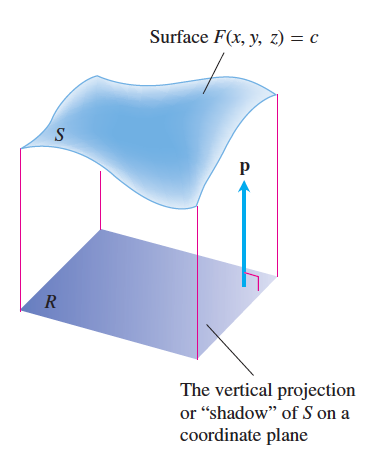 Surface F(x, y, z) = c
S
p
R
The vertical projection
or “shadow” of S on a
coordinate plane